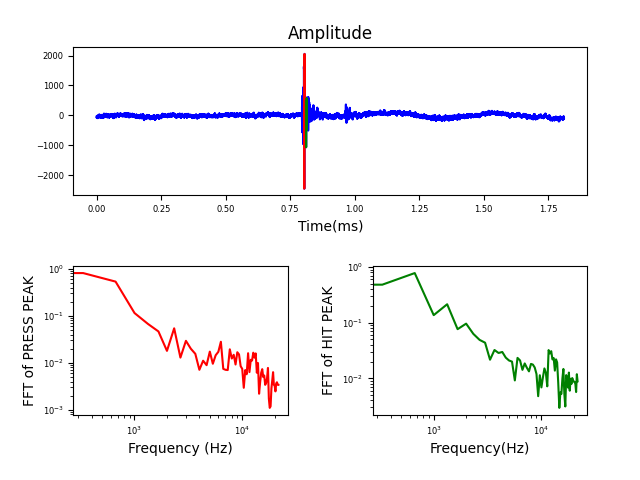 Amplitude
2000
1000
0
−1000
−2000
0.00 0.25 0.50 0.75 1.00 1.25 1.50 1.75
Time(ms)
FFT of PRESS PEAK
10⁰
10⁻¹
10⁻²
10⁻³
10³ 10⁴
Frequency (Hz)
FFT of HIT PEAK
10⁰
10⁻¹
10⁻²
10³ 10⁴
Frequency(Hz)